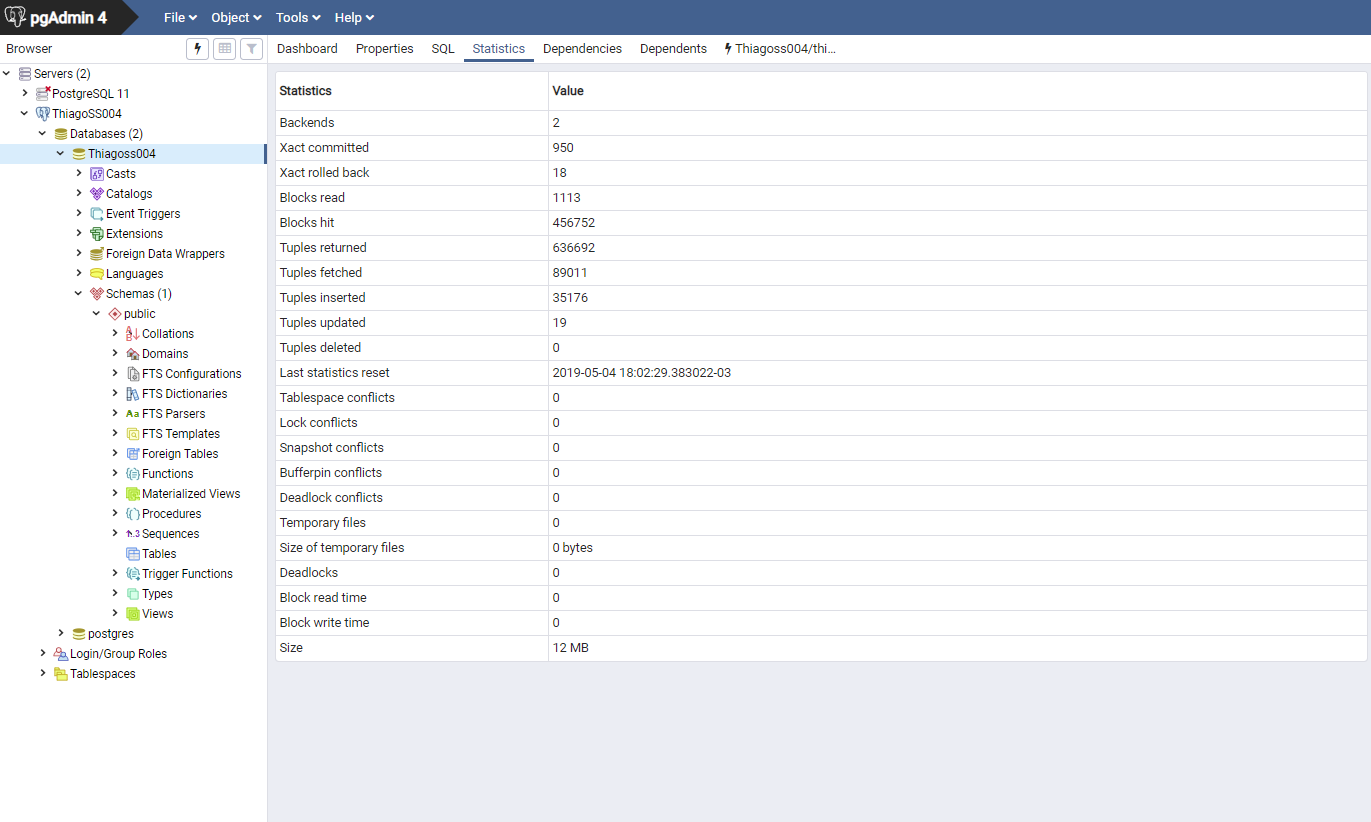 pgAdmin 4
File Object Tools Help
Browser
Dashboard Properties SQL Statistics Dependencies Dependents Thiagoss004/thi...
Servers (2)
PostgreSQL 11
ThiagoSS004
Databases (2)
Thiagoss004
Casts
Catalogs
Event Triggers
Extensions
Foreign Data Wrappers
Languages
Schemas (1)
public
Collations
Domains
FTS Configurations
FTS Dictionaries
Aa FTS Parsers
FTS Templates
Foreign Tables
Functions
Materialized Views
Procedures
1..3 Sequences
Tables
Trigger Functions
Types
Views
postgres
Login/Group Roles
Tablespaces
Statistics Value
Backends 2
Xact committed 950
Xact rolled back 18
Blocks read 1113
Blocks hit 456752
Tuples returned 636692
Tuples fetched 89011
Tuples inserted 35176
Tuples updated 19
Tuples deleted 0
Last statistics reset 2019-05-04 18:02:29.383022-03
Tablespace conflicts 0
Lock conflicts 0
Snapshot conflicts 0
Bufferpin conflicts 0
Deadlock conflicts 0
Temporary files 0
Size of temporary files 0 bytes
Deadlocks 0
Block read time 0
Block write time 0
Size 12 MB